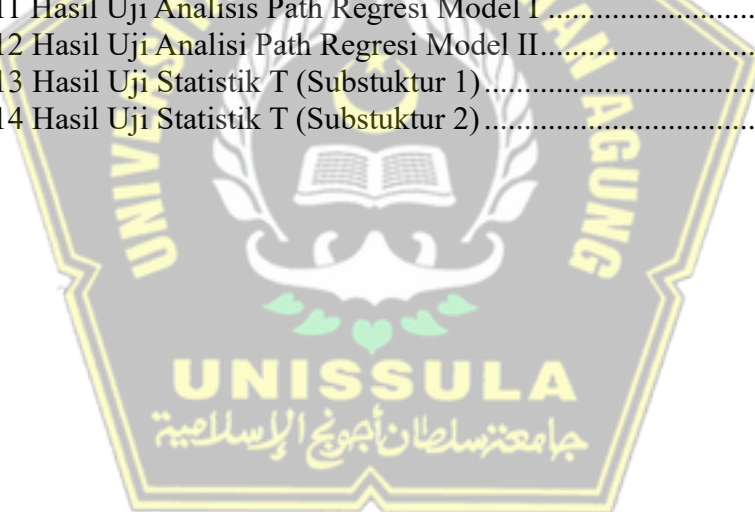 11 Hasil Uji Analisis Path Regresi Model I ...........................
12 Hasil Uji Analisi Path Regresi Model II...........................
13 Hasil Uji Statistik T (Substuktur 1)..................................
14 Hasil Uji Statistik T (Substuktur 2) .................................
AGUNG
UNISSULA
جامعة سلطان أجونج الإسلامية